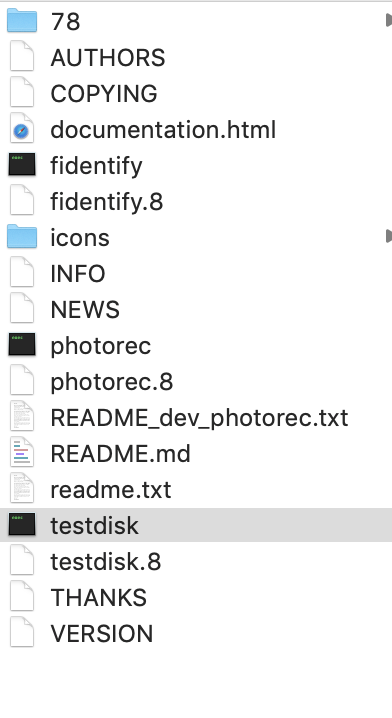 78
AUTHORS
COPYING
documentation.html
fidentify
fidentify.8
icons
INFO
NEWS
photorec
photorec.8
README_dev_photorec.txt
README.md
readme.txt
testdisk
testdisk.8
THANKS
VERSION